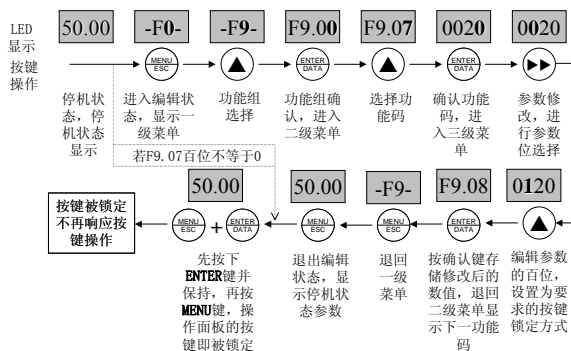 LED
显示
按键
操作
50.00
-F0-
-F9-
F9.00
F9.07
0020
0020
MENU
ESC
ENTER
DATA
ENTER
DATA
停机状
态，停
机状态
显示
进入编辑状
态，显示一
级菜单
功能组
选择
功能组确
认，进入
二级菜单
选择功
能码
确认功能
码，进入
三级菜
单
参数修
改，进
行参数
位选择
若F9.07百位不等于0
按键被锁定
不再响应按
键操作
50.00
50.00
-F9-
F9.08
0120
MENU
ESC
+
ENTER
DATA
MENU
ESC
MENU
ESC
ENTER
DATA
先按下
ENTER键并
保持，再按
MENU键，操
作面板的按
键即被锁定
退出编辑
状态，显
示停机状
态参数
退回
一级
菜单
按确认键存
储修改后的
数值，退回
二级菜单显
示下一功能
码
编辑参数
的百位，
设置为要
求的按键
锁定方式